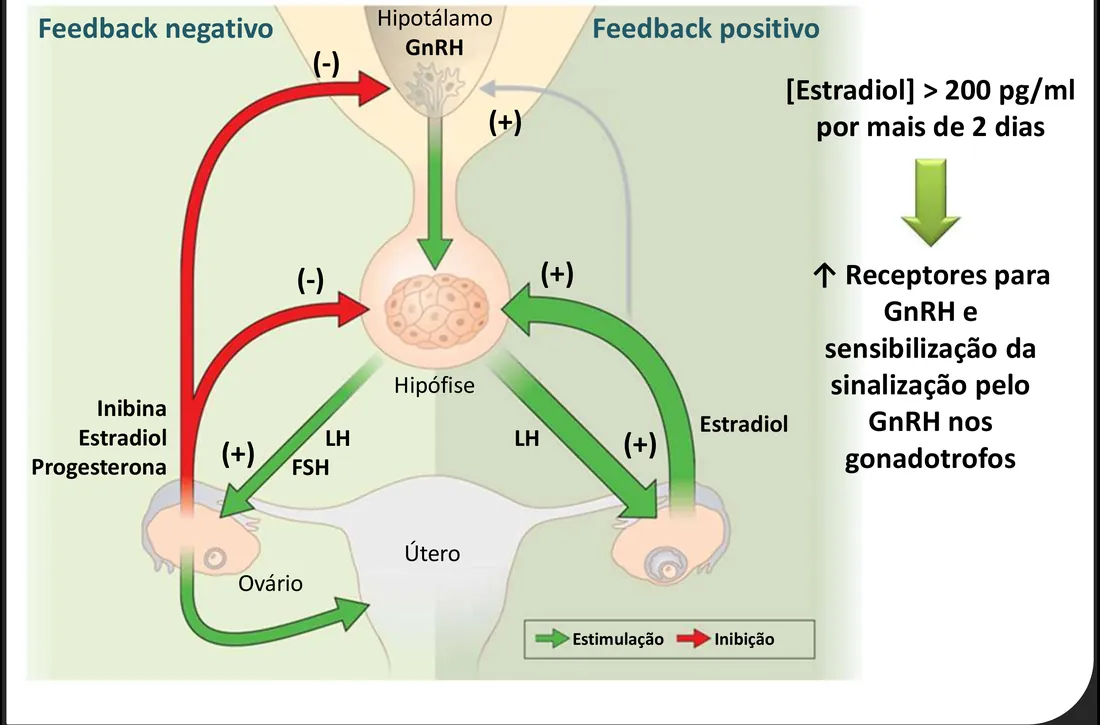 Feedback negativo
Hipotálamo
GnRH
Feedback positivo
(-)
(+)
[Estradiol] > 200 pg/ml
por mais de 2 dias
(-)
(+)
↑ Receptores para
GnRH e
sensibilização da
sinalização pelo
GnRH nos
gonadotrofos
Hipófise
Inibina
Estradiol
Progesterona
(+)
LH
FSH
LH
(+)
Estradiol
Útero
Ovário
Estimulação
Inibição